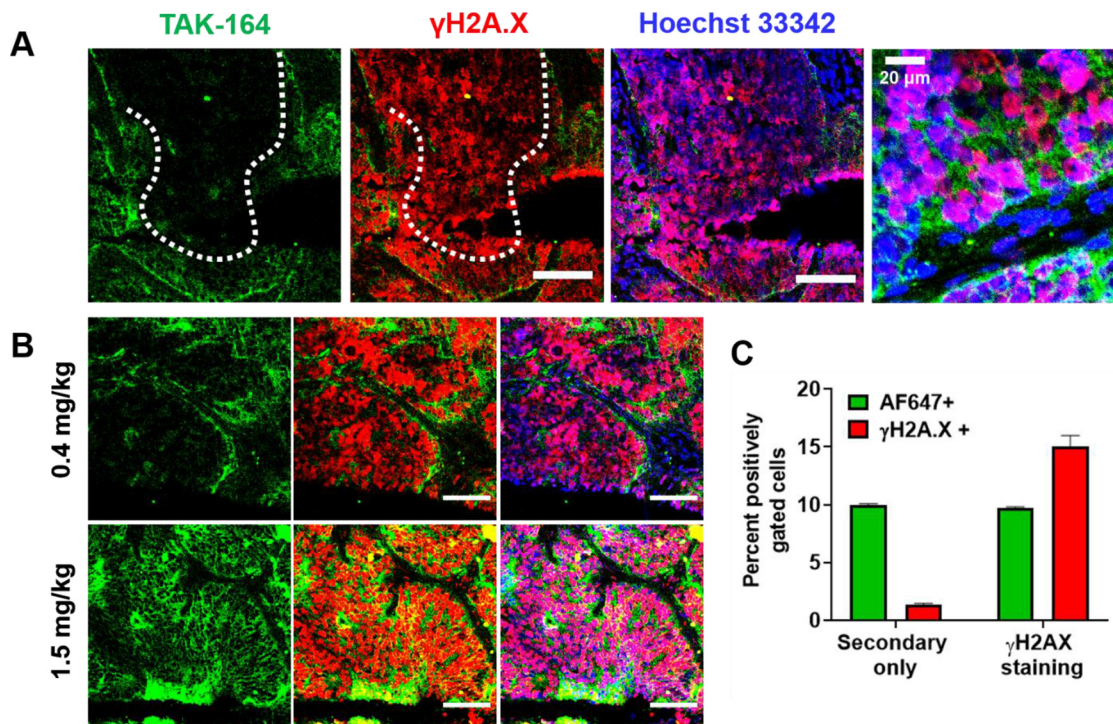 TAK-164 γH2A.X Hoechst 33342
A
20 µm
B
0.4 mg/kg
1.5 mg/kg
C
Percent positively
gated cells
20
15
10
5
0
AF647+
γH2A.X +
Secondary
only
γH2AX
staining